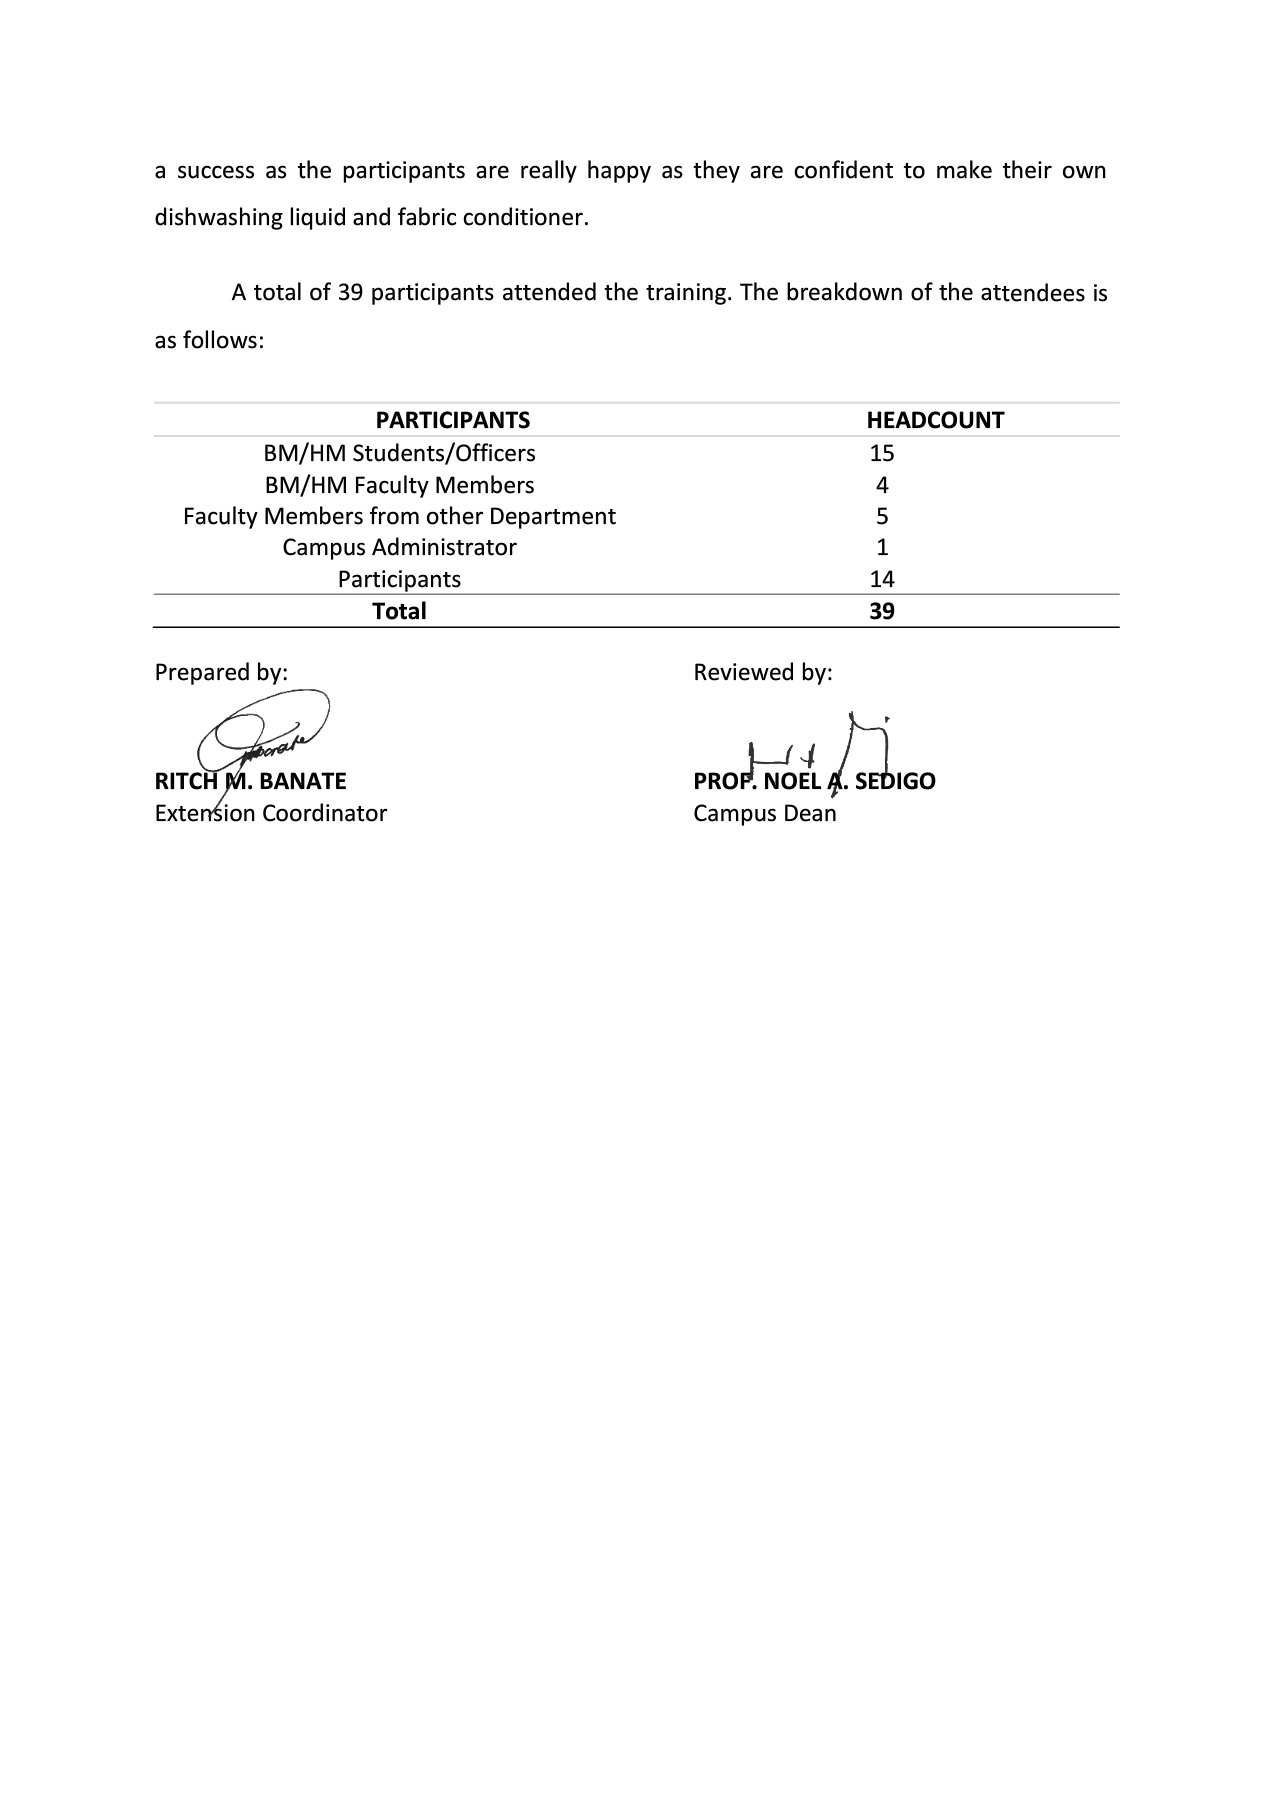 a success as the participants are really happy as they are confident to make their own
dishwashing liquid and fabric conditioner.
A total of 39 participants attended the training. The breakdown of the attendees is
as follows:
PARTICIPANTS HEADCOUNT
BM/HM Students/Officers 15
BM/HM Faculty Members 4
Faculty Members from other Department 5
Campus Administrator 1
Participants 14
Total 39
Prepared by: Reviewed by:
RITCH M. BANATE PROF. NOEL A. SEDIGO
Extension Coordinator Campus Dean